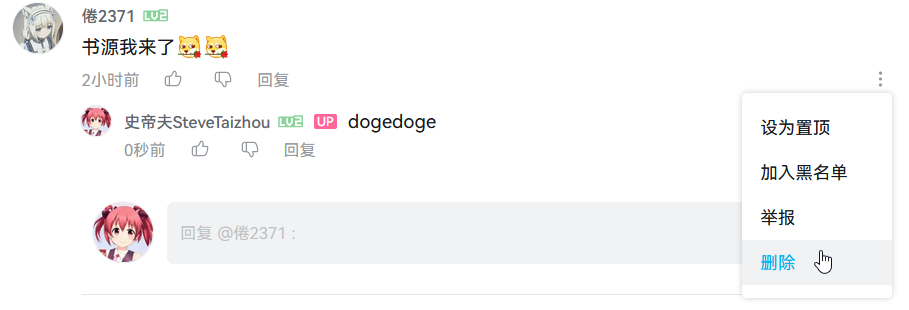 倦2371 LV2
书源我来了
2小时前 回复
史帝夫SteveTaizhou LV2 UP dogedoge
0秒前 回复
回复 @倦2371 :
设为置顶
加入黑名单
举报
删除